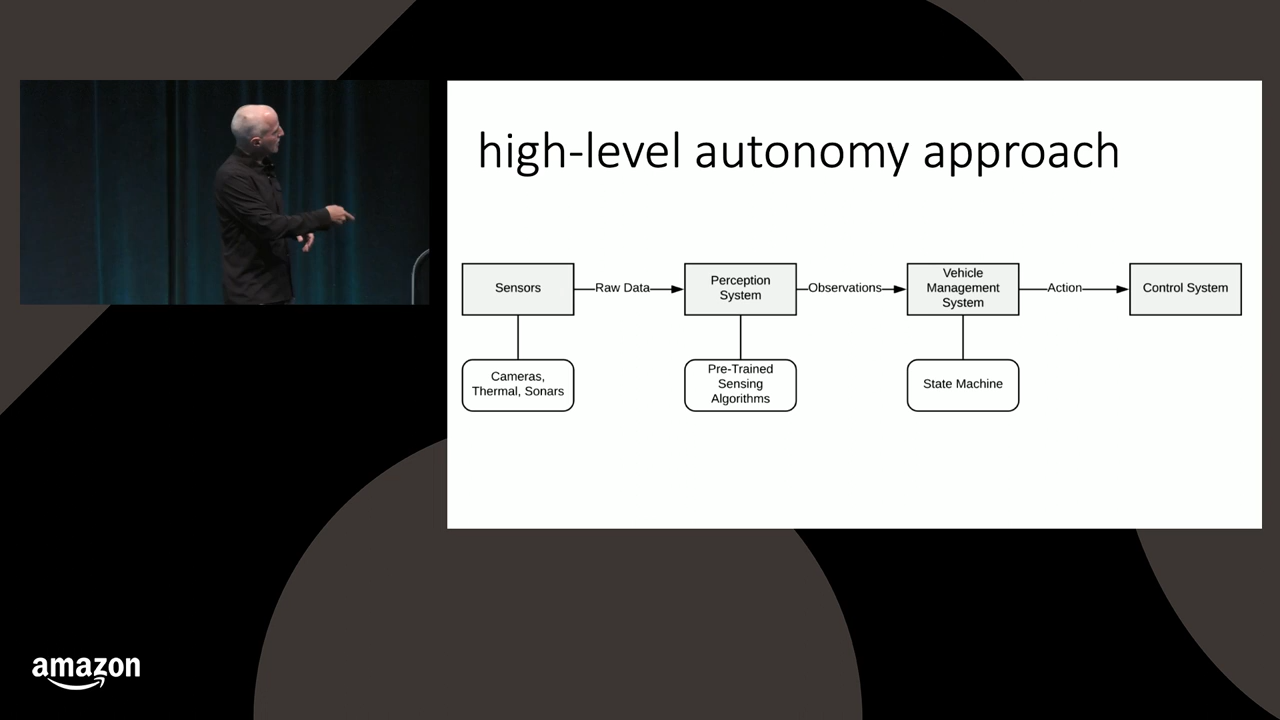 high-level autonomy approach
Sensors
Raw Data
Perception
System
Observations
Vehicle
Management
System
Action
Control System
Cameras,
Thermal, Sonars
Pre-Trained
Sensing
Algorithms
State Machine
amazon